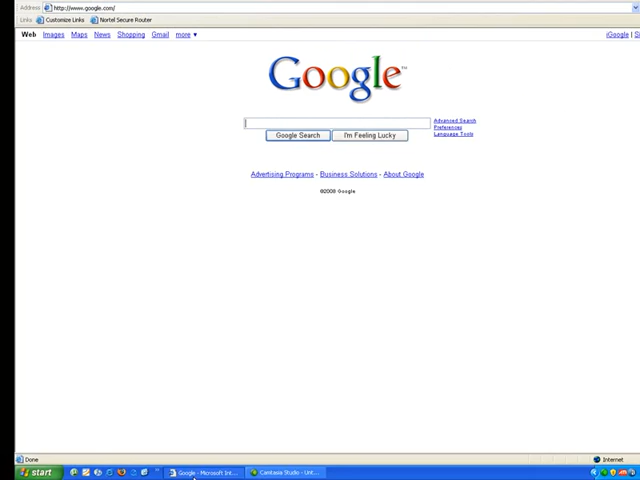 Address http://www.google.com/
Links Customize Links Nortel Secure Router
Web Images Maps News Shopping Gmail more ▼ iGoogle | S
Google™
Advanced Search
Preferences
Language Tools
Google Search I'm Feeling Lucky
Advertising Programs - Business Solutions - About Google
©2008 Google
Done Internet
start Google - Microsoft Int... Camtasia Studio - Unt...